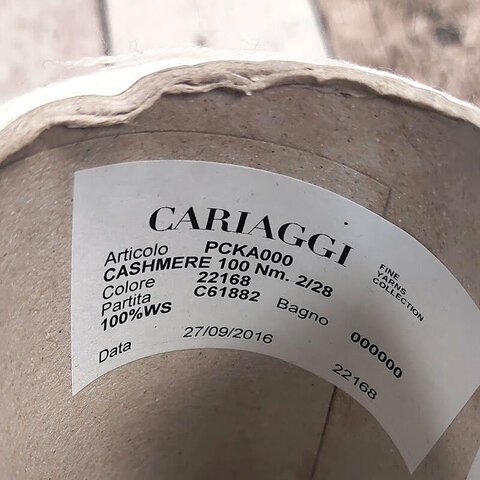 CARIAGGI
FINE
YARNS
COLLECTION
Articolo PCKA000
CASHMERE 100 Nm. 2/28
Colore 22168
Partita C61882 Bagno 000000
100%WS
Data 27/09/2016 22168